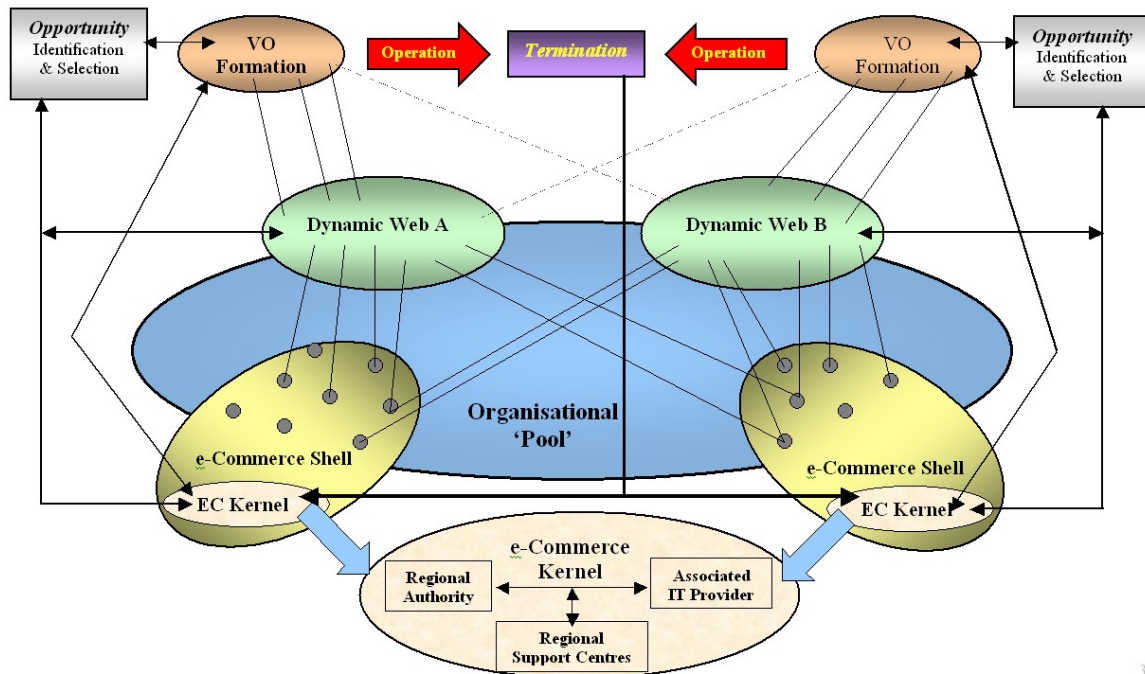 Opportunity
Identification
& Selection
VO
Formation
Operation
Termination
Operation
VO
Formation
Opportunity
Identification
& Selection
Dynamic Web A
Dynamic Web B
Organisational
‘Pool’
e-Commerce Shell
EC Kernel
e-Commerce Shell
EC Kernel
e-Commerce
Kernel
Regional
Authority
Associated
IT Provider
Regional
Support Centres
3